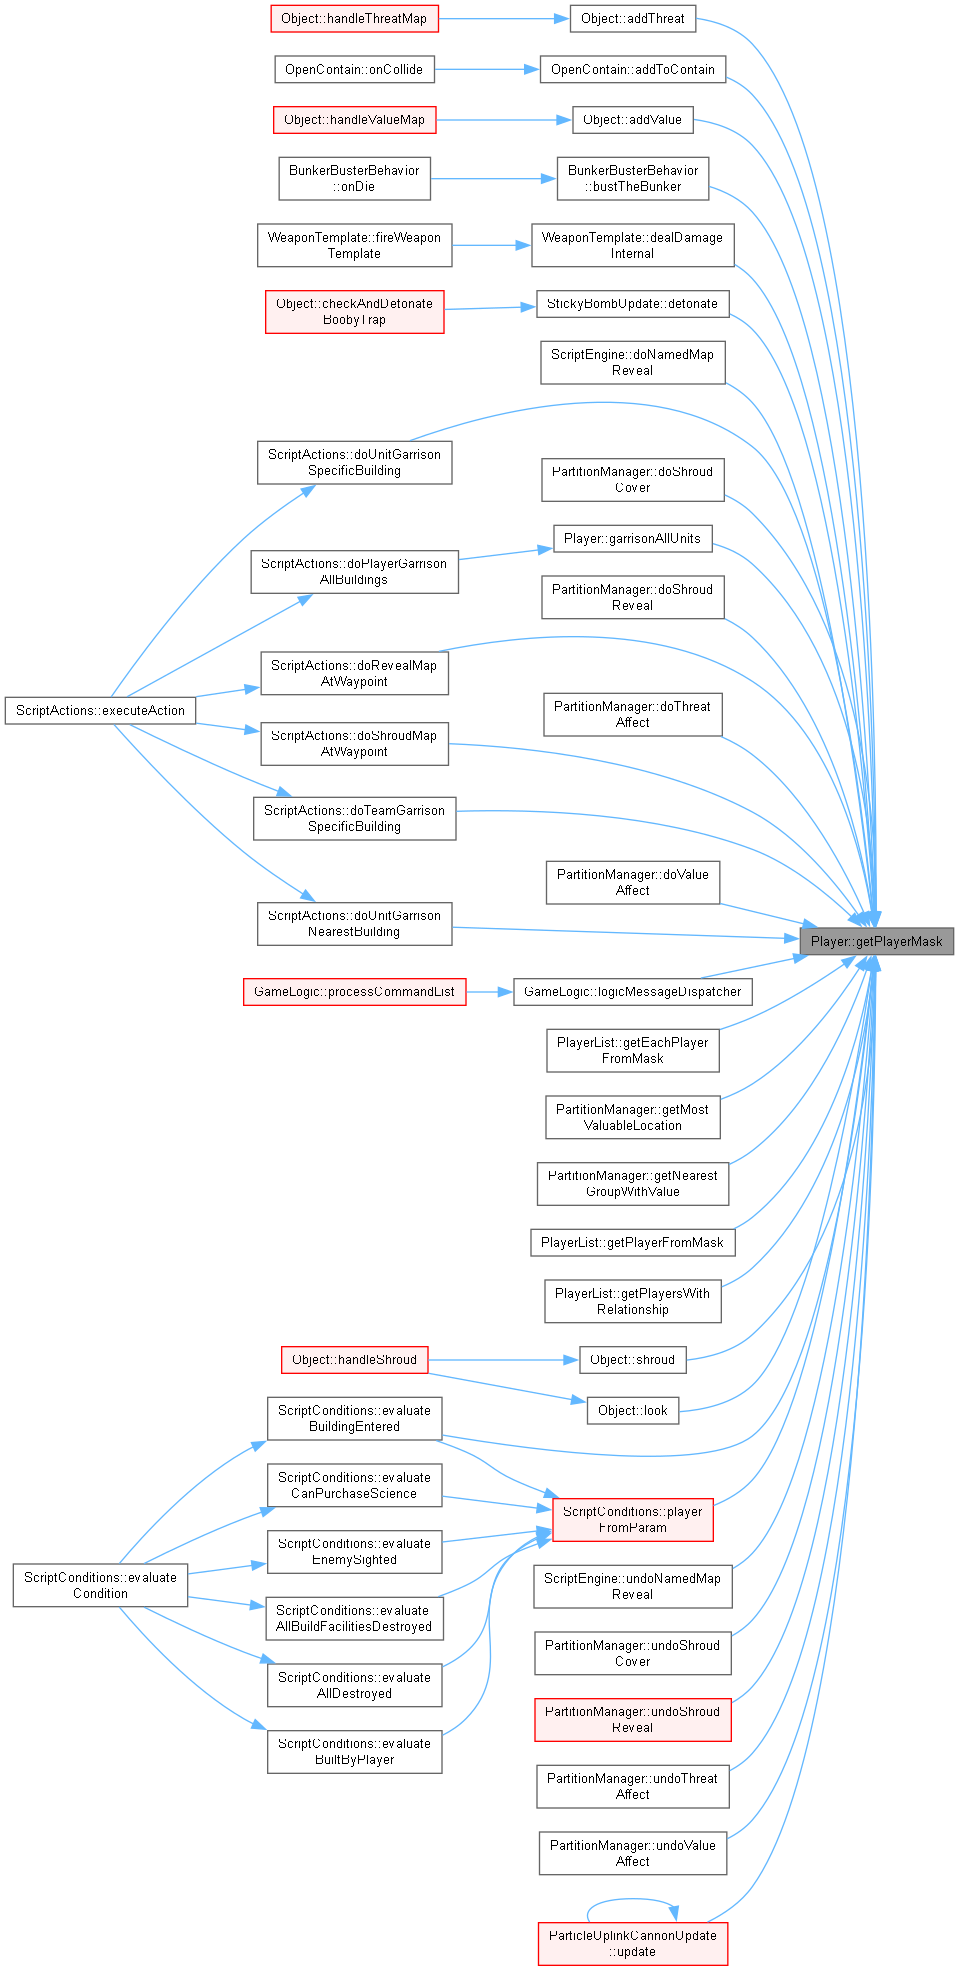 Object::handleThreatMap
Object::addThreat
OpenContain::onCollide
OpenContain::addToContain
Object::handleValueMap
Object::addValue
BunkerBusterBehavior
::onDie
BunkerBusterBehavior
::bustTheBunker
WeaponTemplate::fireWeapon
Template
WeaponTemplate::dealDamage
Internal
Object::checkAndDetonate
BoobyTrap
StickyBombUpdate::detonate
ScriptEngine::doNamedMap
Reveal
ScriptActions::doUnitGarrison
SpecificBuilding
PartitionManager::doShroud
Cover
Player::garrisonAllUnits
ScriptActions::doPlayerGarrison
AllBuildings
PartitionManager::doShroud
Reveal
ScriptActions::doRevealMap
AtWaypoint
ScriptActions::executeAction
PartitionManager::doThreat
Affect
ScriptActions::doShroudMap
AtWaypoint
ScriptActions::doTeamGarrison
SpecificBuilding
PartitionManager::doValue
Affect
ScriptActions::doUnitGarrison
NearestBuilding
Player::getPlayerMask
GameLogic::processCommandList
GameLogic::logicMessageDispatcher
PlayerList::getEachPlayer
FromMask
PartitionManager::getMost
ValuableLocation
PartitionManager::getNearest
GroupWithValue
PlayerList::getPlayerFromMask
PlayerList::getPlayersWith
Relationship
Object::handleShroud
Object::shroud
Object::look
ScriptConditions::evaluate
BuildingEntered
ScriptConditions::evaluate
CanPurchaseScience
ScriptConditions::player
FromParam
ScriptConditions::evaluate
EnemySighted
ScriptConditions::evaluate
Condition
ScriptEngine::undoNamedMap
Reveal
ScriptConditions::evaluate
AllBuildFacilitiesDestroyed
PartitionManager::undoShroud
Cover
ScriptConditions::evaluate
AllDestroyed
PartitionManager::undoShroud
Reveal
ScriptConditions::evaluate
BuiltByPlayer
PartitionManager::undoThreat
Affect
PartitionManager::undoValue
Affect
ParticleUplinkCannonUpdate
::update